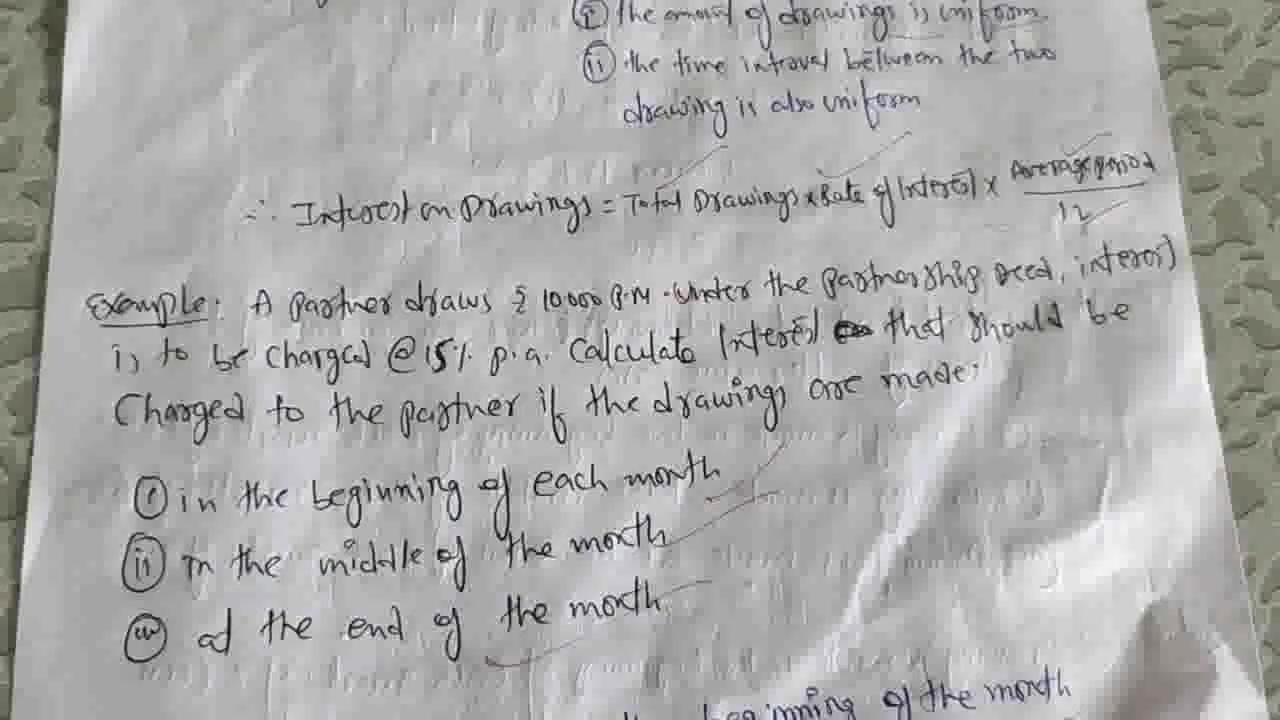 (i) the amount of drawings is uniform
(ii) the time intraval between the two
drawing is also uniform
∴ Interest on Drawings = Total Drawings × Rate of Interest × Average period / 12
Example: A partner draws ₹ 10000 P.M. Under the partnership deed, interest
is to be charged @ 15% p.a. Calculate Interest that should be
Charged to the partner if the drawings are made:
(i) in the beginning of each month
(ii) in the middle of the month
(iii) at the end of the month
beginning of the month